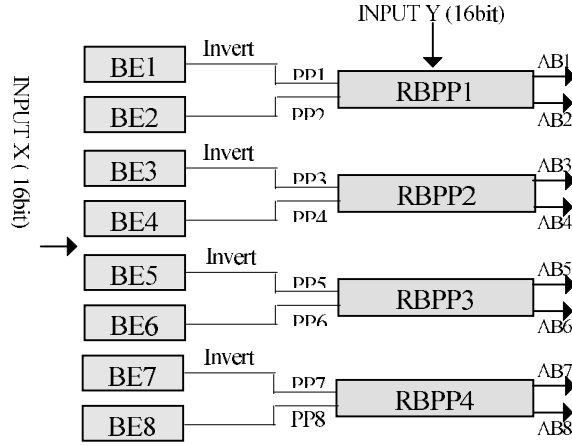 INPUT Y (16bit)
INPUT X ( 16bit)
BE1
Invert
PP1
RBPP1
AB1
BE2
PP2
AB2
BE3
Invert
PP3
RBPP2
AB3
BE4
PP4
AB4
BE5
Invert
PP5
RBPP3
AB5
BE6
PP6
AB6
BE7
Invert
PP7
RBPP4
AB7
BE8
PP8
AB8